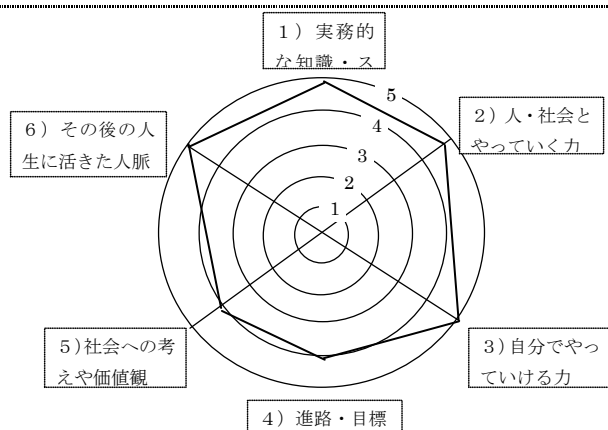 1）実務的
な知識・ス
5
2）人・社会と
やっていく力
4
6）その後の人
生に活きた人脈
3
2
1
5)社会への考
えや価値観
3)自分でやっ
ていける力
4）進路・目標